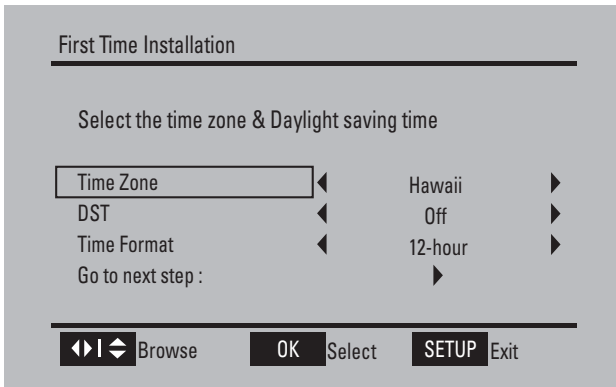 First Time Installation
Select the time zone & Daylight saving time
Time Zone Hawaii
DST Off
Time Format 12-hour
Go to next step :
Browse OK Select SETUP Exit